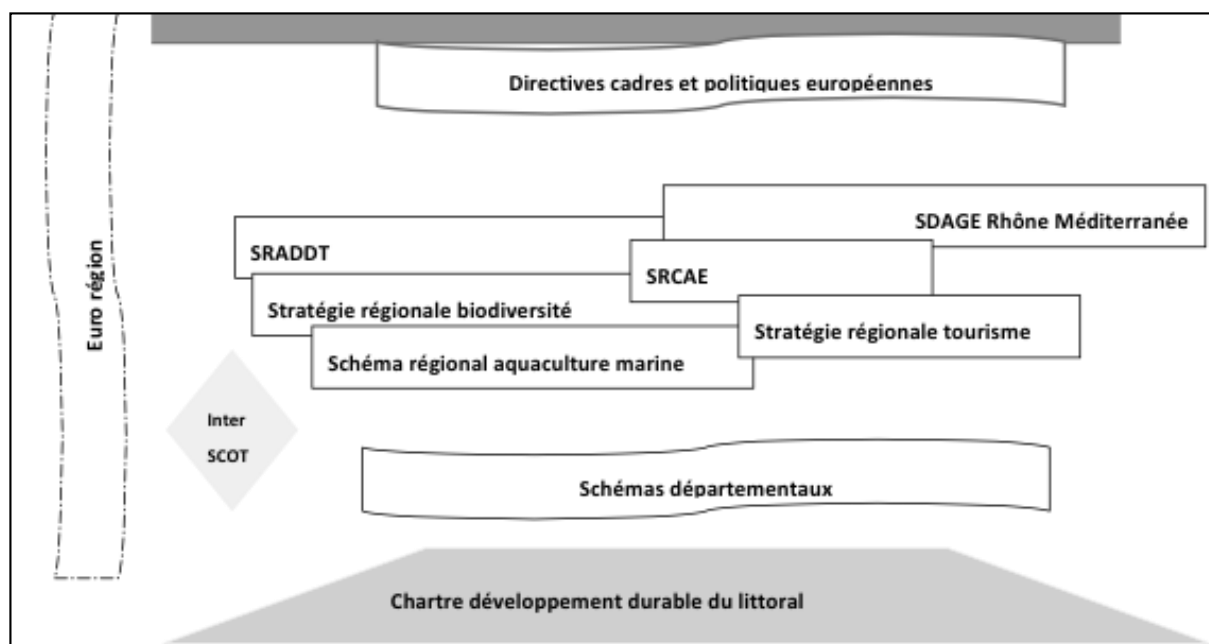 Directives cadres et politiques européennes
SDAGE Rhône Méditerranée
SRADDT
SRCAE
Stratégie régionale biodiversité
Stratégie régionale tourisme
Schéma régional aquaculture marine
Euro région
Inter
SCOT
Schémas départementaux
Chartre développement durable du littoral